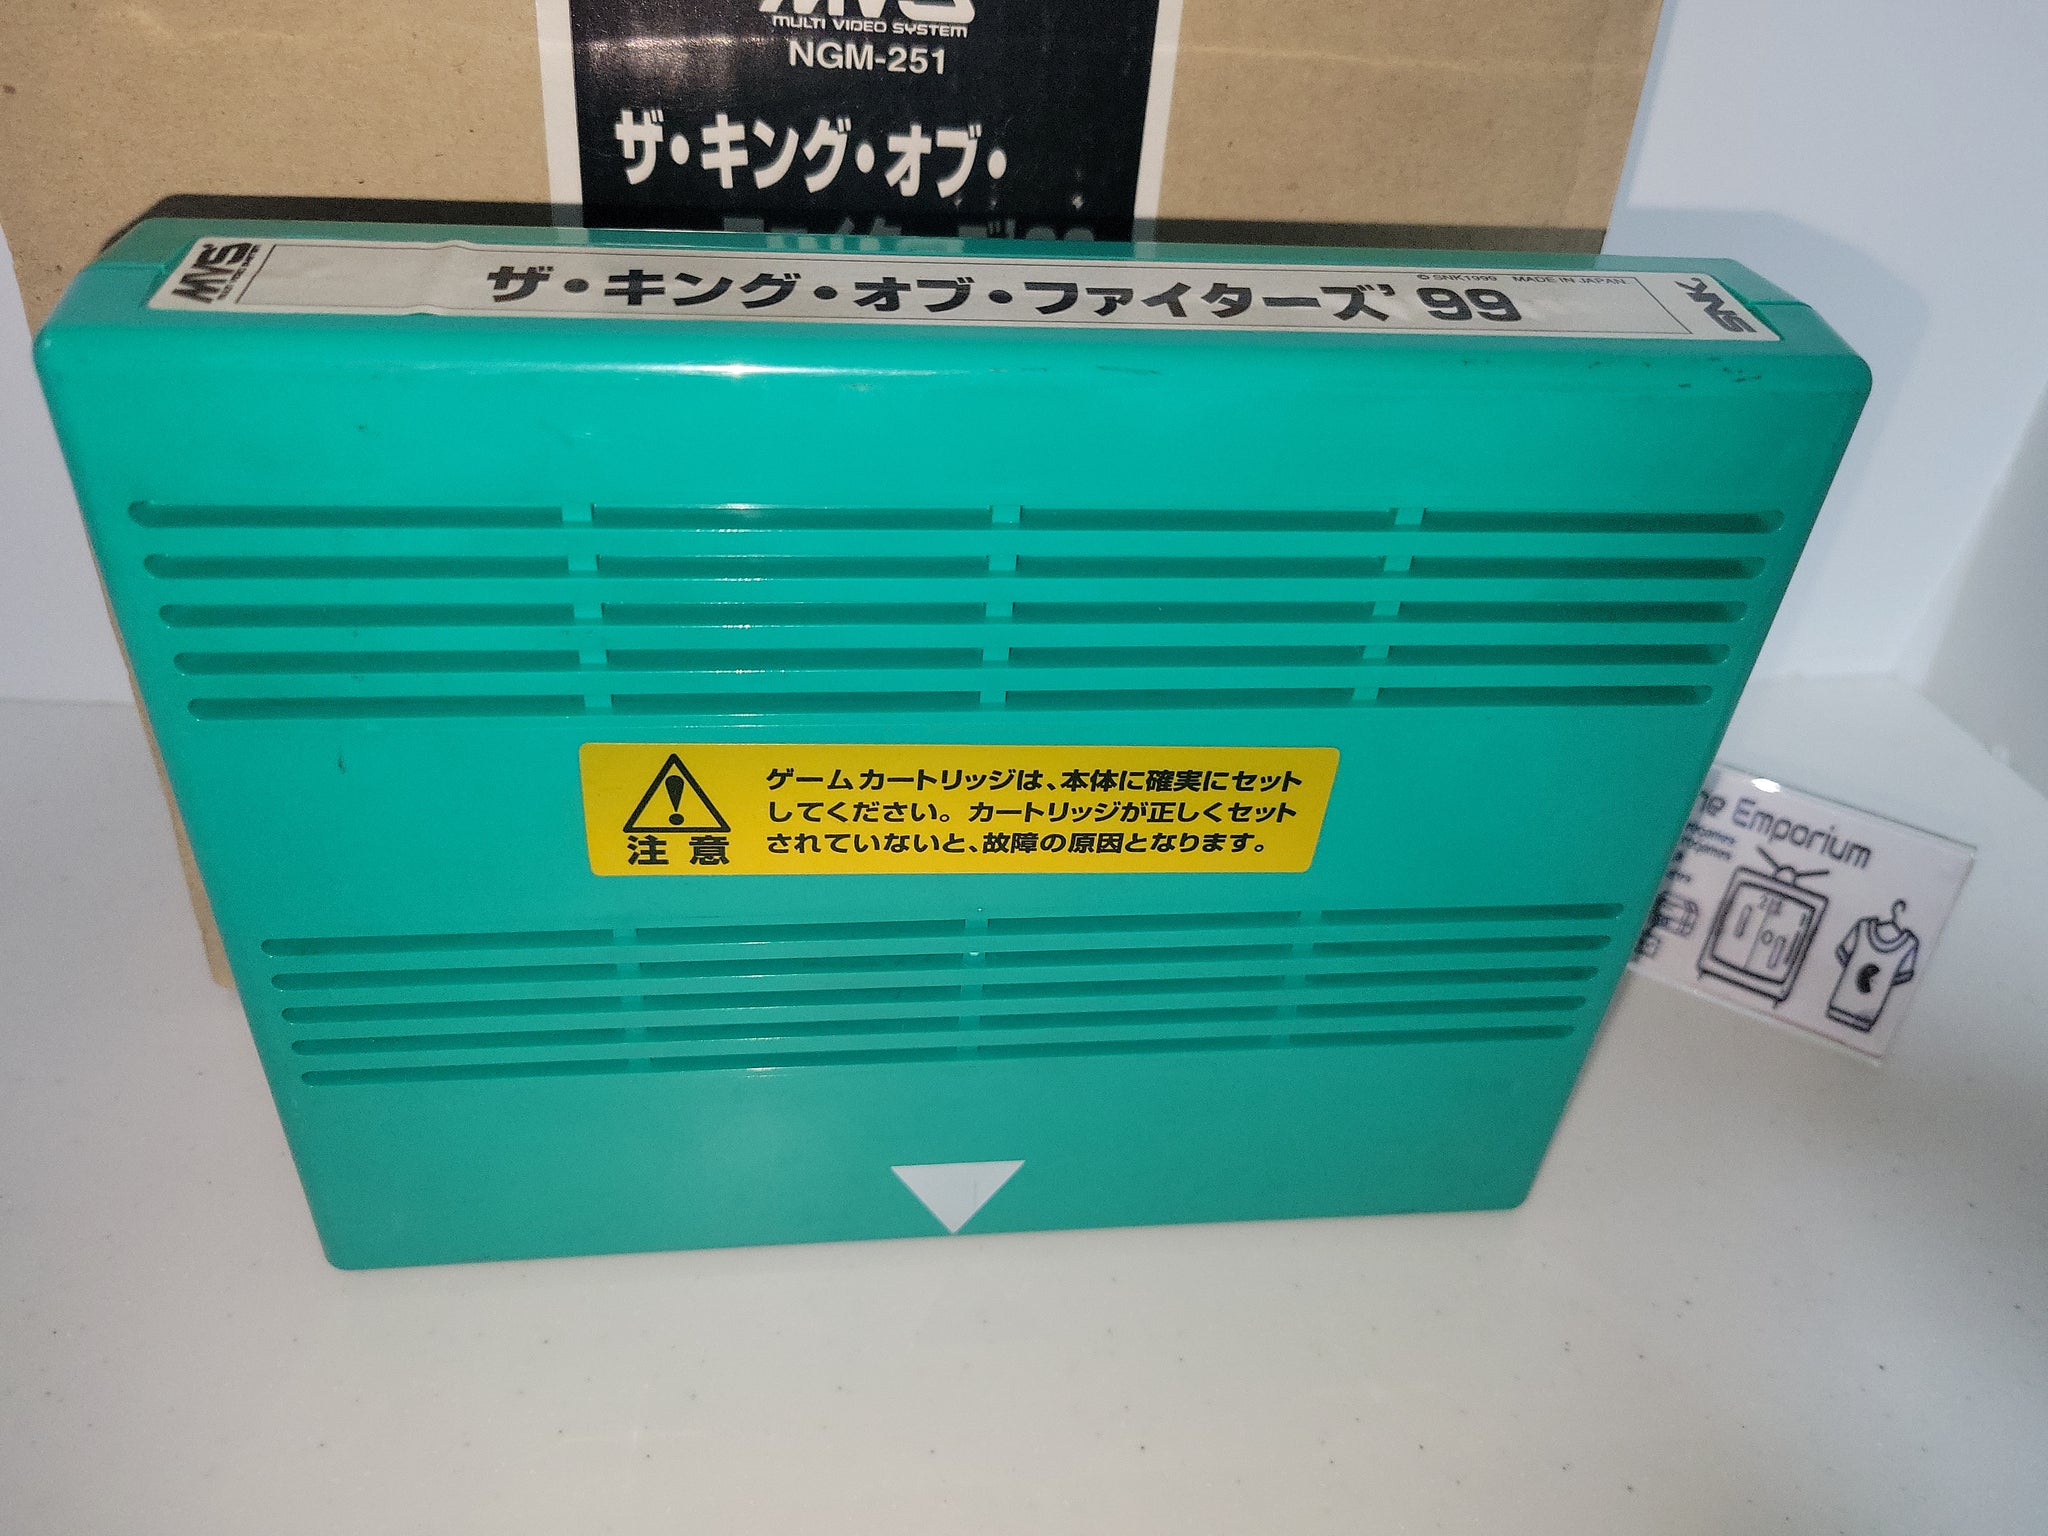 MVS
MULTI VIDEO SYSTEM
NGM-251
ザ・キング・オブ・
MVS
ザ・キング・オブ・ファイターズ’99
© SNK1999 MADE IN JAPAN
SNK
注意
ゲームカートリッジは、本体に確実にセット
してください。カートリッジが正しくセット
されていないと、故障の原因となります。
Emporium